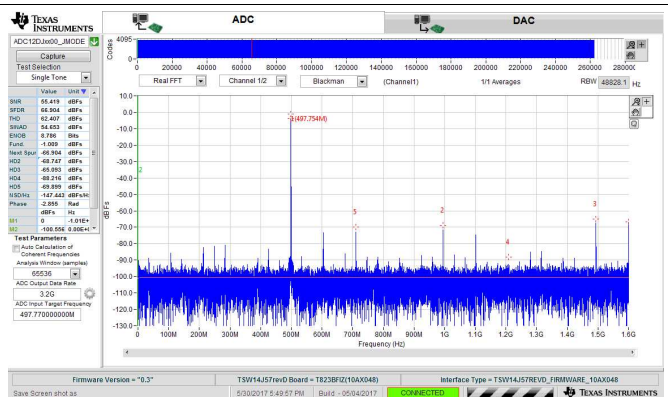 TEXAS INSTRUMENTS
ADC
DAC
ADC12DJxx00_JMODE
Capture
Test Selection
Single Tone
Value Unit
SNR 55.419 dBFs
SFDR 66.904 dBFs
THD 62.407 dBFs
SINAD 54.653 dBFs
ENOB 8.786 Bits
Fund. -1.009 dBFs
Next Spur -66.904 dBFs
HD2 -68.747 dBFs
HD3 -65.093 dBFs
HD4 -88.216 dBFs
HD5 -69.899 dBFs
NSD/Hz -147.442 dBFs/Hz
Phase -2.855 Rad
dBFs Hz
M1 0 -1.01E+
M2 -100.556 0.00E+(
Test Parameters
Auto Calculation of Coherent Frequencies
Analysis Window (samples)
65536
ADC Output Data Rate
3.2G
ADC Input Target Frequency
497.770000000M
Codes
4095
0
0 20000 40000 60000 80000 100000 120000 140000 160000 180000 200000 220000 240000 260000 280000
Real FFT
Channel 1/2
Blackman
(Channel1)
1/1 Averages
RBW 48828.1 Hz
dBFs
10.0
0.0
-10.0
-20.0
-30.0
-40.0
-50.0
-60.0
-70.0
-80.0
-90.0
-100.0
-110.0
-120.0
-130.0
(497.754M)
2
5
2
4
3
0 100M 200M 300M 400M 500M 600M 700M 800M 900M 1G 1.1G 1.2G 1.3G 1.4G 1.5G 1.6G
Frequency (Hz)
Firmware Version = "0.3"
TSW14J57revD Board = T823BFIZ(10AX048)
Interface Type = TSW14J57REVD_FIRMWARE_10AX048
Save Screen shot as
5/30/2017 5:49:57 PM
Build - 05/04/2017
CONNECTED
TEXAS INSTRUMENTS